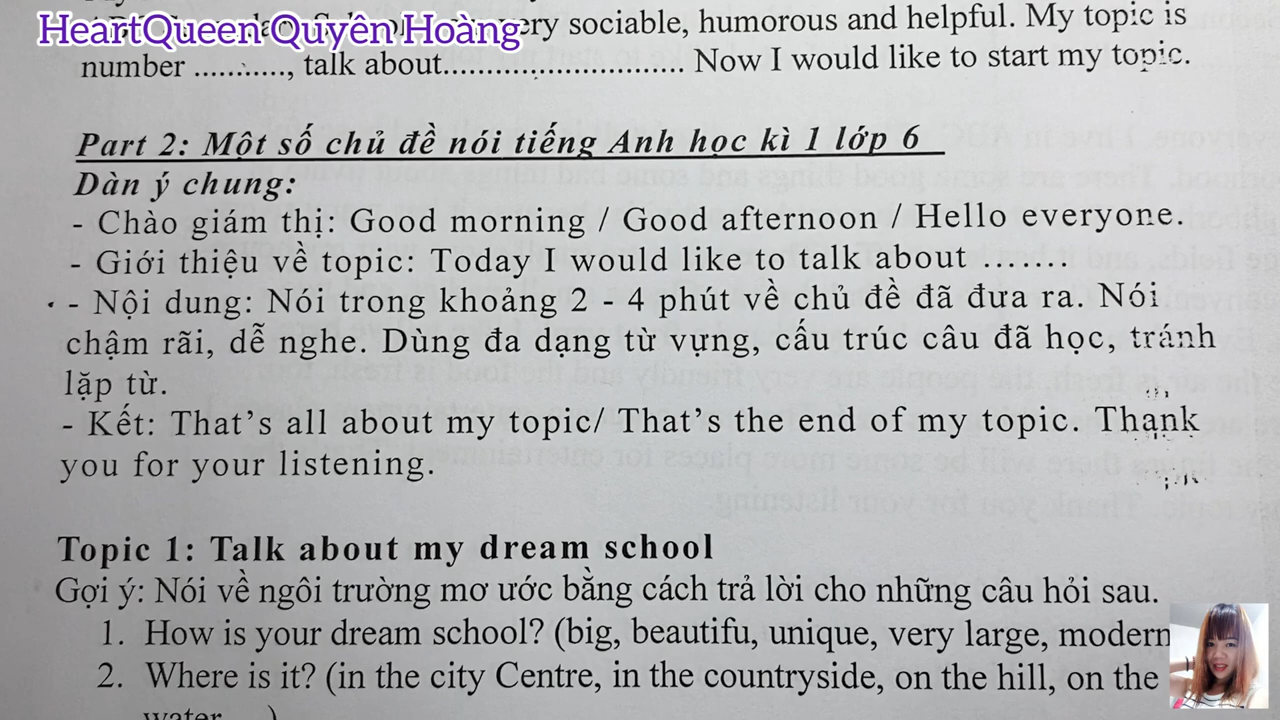 HeartQueen Quyên Hoàng
very sociable, humorous and helpful. My topic is
number .........., talk about............................ Now I would like to start my topic.
Part 2: Một số chủ đề nói tiếng Anh học kì 1 lớp 6
Dàn ý chung:
- Chào giám thị: Good morning / Good afternoon / Hello everyone.
- Giới thiệu về topic: Today I would like to talk about ........
- Nội dung: Nói trong khoảng 2 - 4 phút về chủ đề đã đưa ra. Nói
chậm rãi, dễ nghe. Dùng đa dạng từ vựng, cấu trúc câu đã học, tránh
lặp từ.
- Kết: That's all about my topic/ That's the end of my topic. Thank
you for your listening.
Topic 1: Talk about my dream school
Gợi ý: Nói về ngôi trường mơ ước bằng cách trả lời cho những câu hỏi sau.
1. How is your dream school? (big, beautifu, unique, very large, modern
2. Where is it? (in the city Centre, in the countryside, on the hill, on the
water ...)